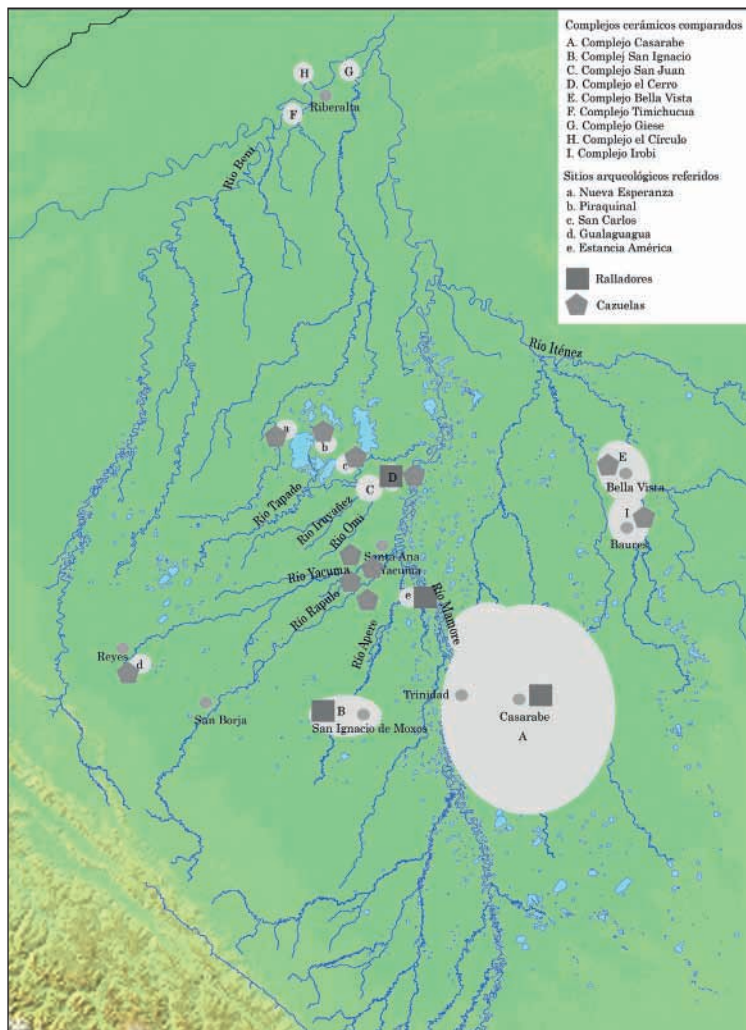 Complejos cerámicos comparados
A. Complejo Casarabe
B. Complej San Ignacio
C. Complejo San Juan
D. Complejo el Cerro
E. Complejo Bella Vista
F. Complejo Timichucua
G. Complejo Giese
H. Complejo el Círculo
I. Complejo Irobi
Sitios arqueológicos referidos
a. Nueva Esperanza
b. Piraquinal
c. San Carlos
d. Gualaguagua
e. Estancia América
Ralladores
Cazuelas
H
G
Riberalta
F
Río Beni
Río Iténez
a
b
c
D
C
E
Bella Vista
I
Baures
Río Tapado
Río Iruyañez
Río Omi
Santa Ana
Yacuma
Río Yacuma
Río Rapulo
e
Río Mamore
Río Apere
Reyes
d
San Borja
B
San Ignacio de Moxos
Trinidad
Casarabe
A